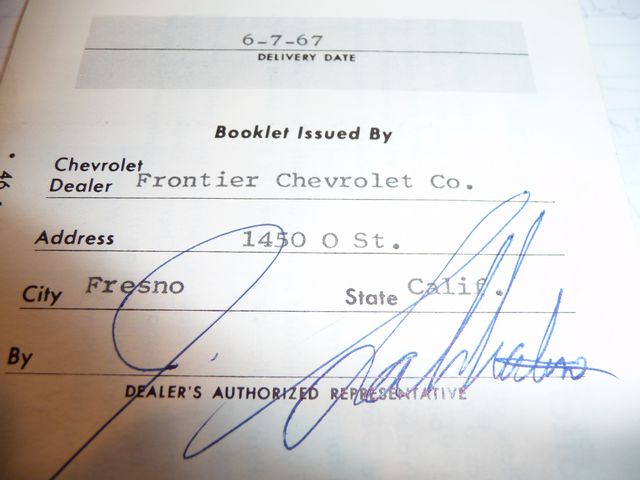 6-7-67
DELIVERY DATE
Booklet Issued By
Chevrolet
Dealer Frontier Chevrolet Co.
Address 1450 O St.
City Fresno State Calif.
By
DEALER'S AUTHORIZED REPRESENTATIVE
• 46 •